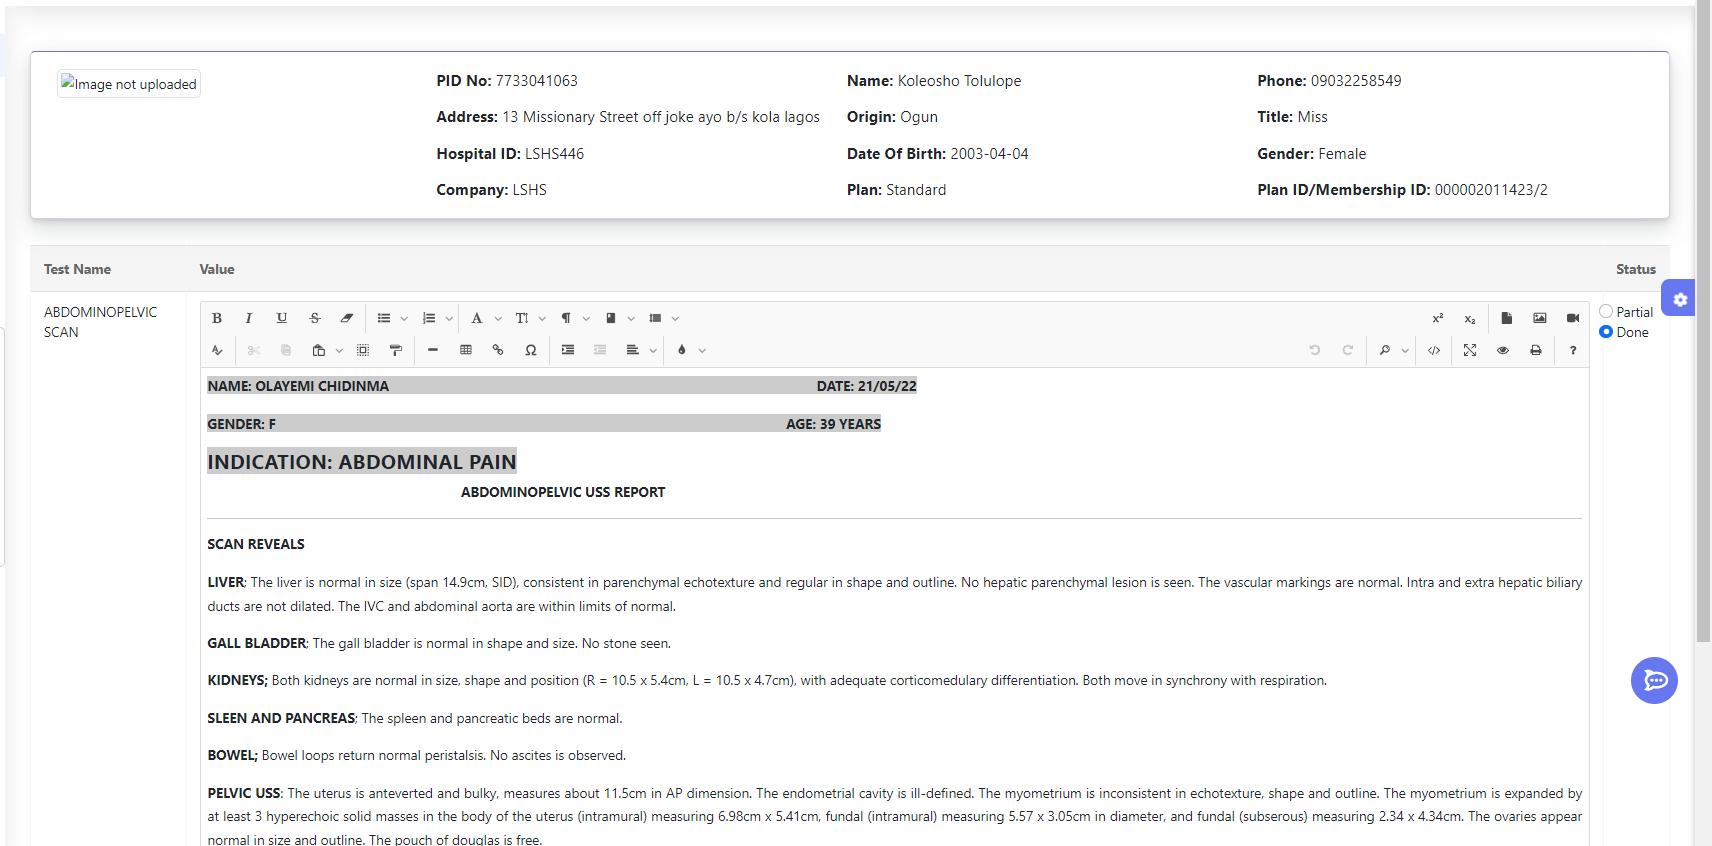 Image not uploaded
PID No: 7733041063
Name: Koleosho Tolulope
Phone: 09032258549
Address: 13 Missionary Street off joke ayo b/s kola lagos
Origin: Ogun
Title: Miss
Hospital ID: LSHS446
Date Of Birth: 2003-04-04
Gender: Female
Company: LSHS
Plan: Standard
Plan ID/Membership ID: 000002011423/2
Test Name
Value
Status
ABDOMINOPELVIC
SCAN
Partial
Done
NAME: OLAYEMI CHIDINMA DATE: 21/05/22
GENDER: F AGE: 39 YEARS
INDICATION: ABDOMINAL PAIN
ABDOMINOPELVIC USS REPORT
SCAN REVEALS
LIVER; The liver is normal in size (span 14.9cm, SID), consistent in parenchymal echotexture and regular in shape and outline. No hepatic parenchymal lesion is seen. The vascular markings are normal. Intra and extra hepatic biliary
ducts are not dilated. The IVC and abdominal aorta are within limits of normal.
GALL BLADDER; The gall bladder is normal in shape and size. No stone seen.
KIDNEYS; Both kidneys are normal in size, shape and position (R = 10.5 x 5.4cm, L = 10.5 x 4.7cm), with adequate corticomedulary differentiation. Both move in synchrony with respiration.
SLEEN AND PANCREAS; The spleen and pancreatic beds are normal.
BOWEL; Bowel loops return normal peristalsis. No ascites is observed.
PELVIC USS: The uterus is anteverted and bulky, measures about 11.5cm in AP dimension. The endometrial cavity is ill-defined. The myometrium is inconsistent in echotexture, shape and outline. The myometrium is expanded by
at least 3 hyperechoic solid masses in the body of the uterus (intramural) measuring 6.98cm x 5.41cm, fundal (intramural) measuring 5.57 x 3.05cm in diameter, and fundal (subserous) measuring 2.34 x 4.34cm. The ovaries appear
normal in size and outline. The pouch of douglas is free.